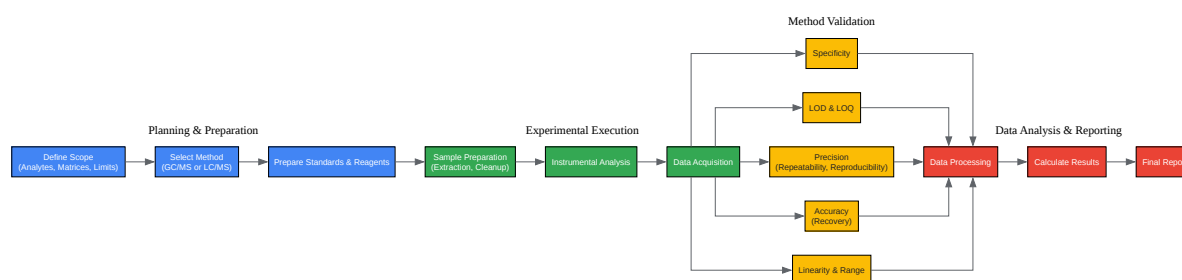 Method Validation
Specificity
LOD & LOQ
Planning & Preparation
Experimental Execution
Data Analysis & Reporting
Define Scope
(Analytes, Matrices, Limits)
Select Method
(GC/MS or LC/MS)
Prepare Standards & Reagents
Sample Preparation
(Extraction, Cleanup)
Instrumental Analysis
Data Acquisition
Precision
(Repeatability, Reproducibility)
Data Processing
Calculate Results
Final Repo
Accuracy
(Recovery)
Linearity & Range